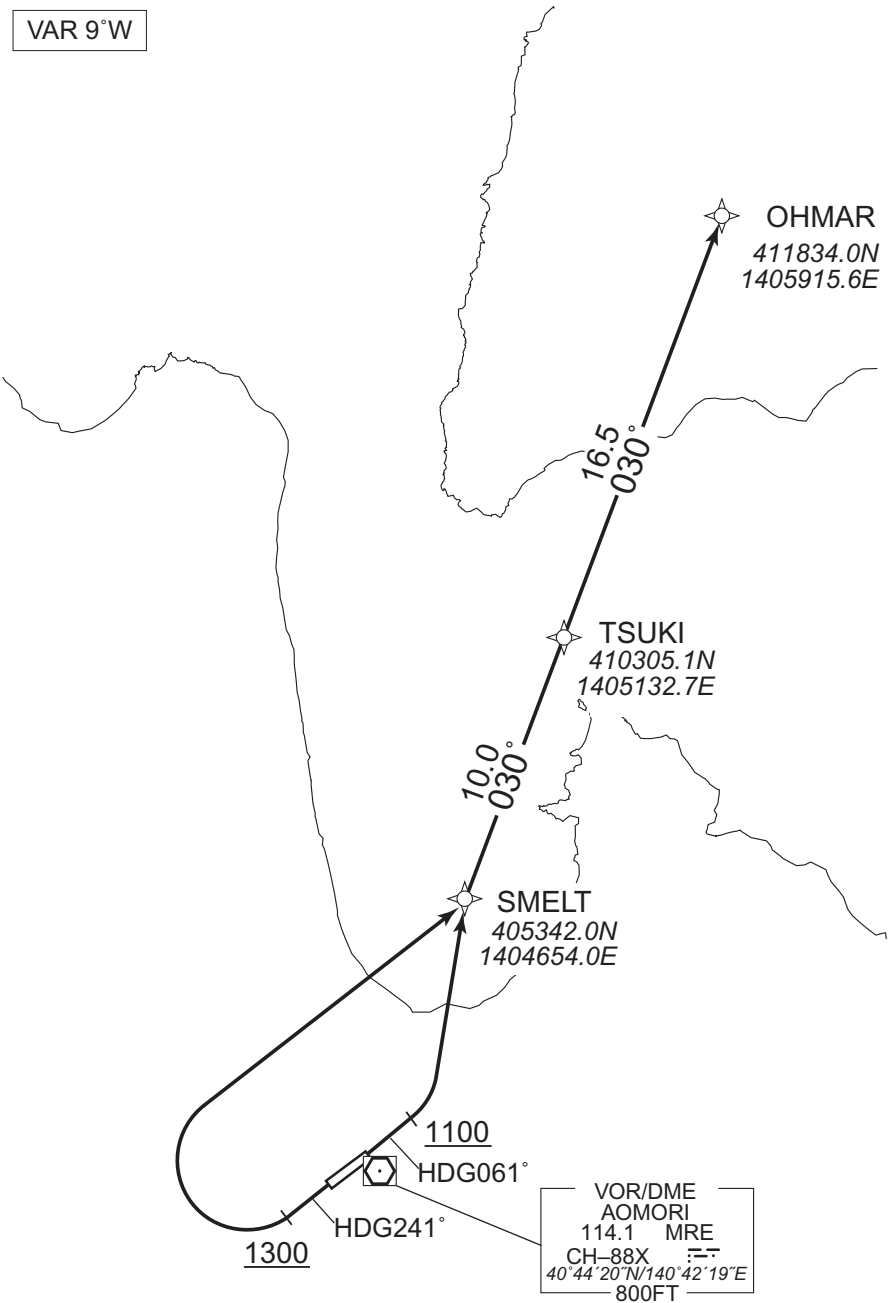 VAR 9°W
OHMAR
411834.0N
1405915.6E
16.5
030°
TSUKI
410305.1N
1405132.7E
10.0
030°
SMELT
405342.0N
1404654.0E
1100
HDG061°
HDG241°
1300
VOR/DME
AOMORI
114.1 MRE
CH–88X
40°44´20˝N/140°42´19˝E
800FT